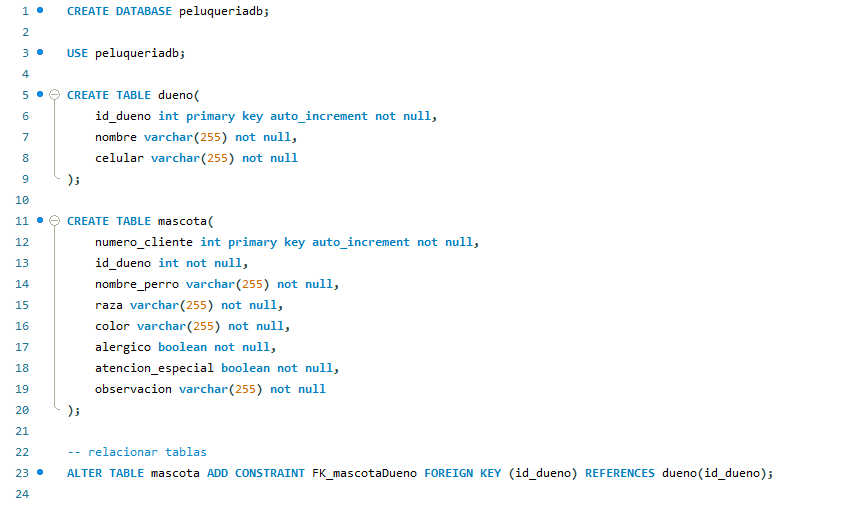 1 CREATE DATABASE peluqueriadb;
2
3 USE peluqueriadb;
4
5 CREATE TABLE dueno(
6 id_dueno int primary key auto_increment not null,
7 nombre varchar(255) not null,
8 celular varchar(255) not null
9 );
10
11 CREATE TABLE mascota(
12 numero_cliente int primary key auto_increment not null,
13 id_dueno int not null,
14 nombre_perro varchar(255) not null,
15 raza varchar(255) not null,
16 color varchar(255) not null,
17 alergico boolean not null,
18 atencion_especial boolean not null,
19 observacion varchar(255) not null
20 );
21
22 -- relacionar tablas
23 ALTER TABLE mascota ADD CONSTRAINT FK_mascotaDueno FOREIGN KEY (id_dueno) REFERENCES dueno(id_dueno);
24